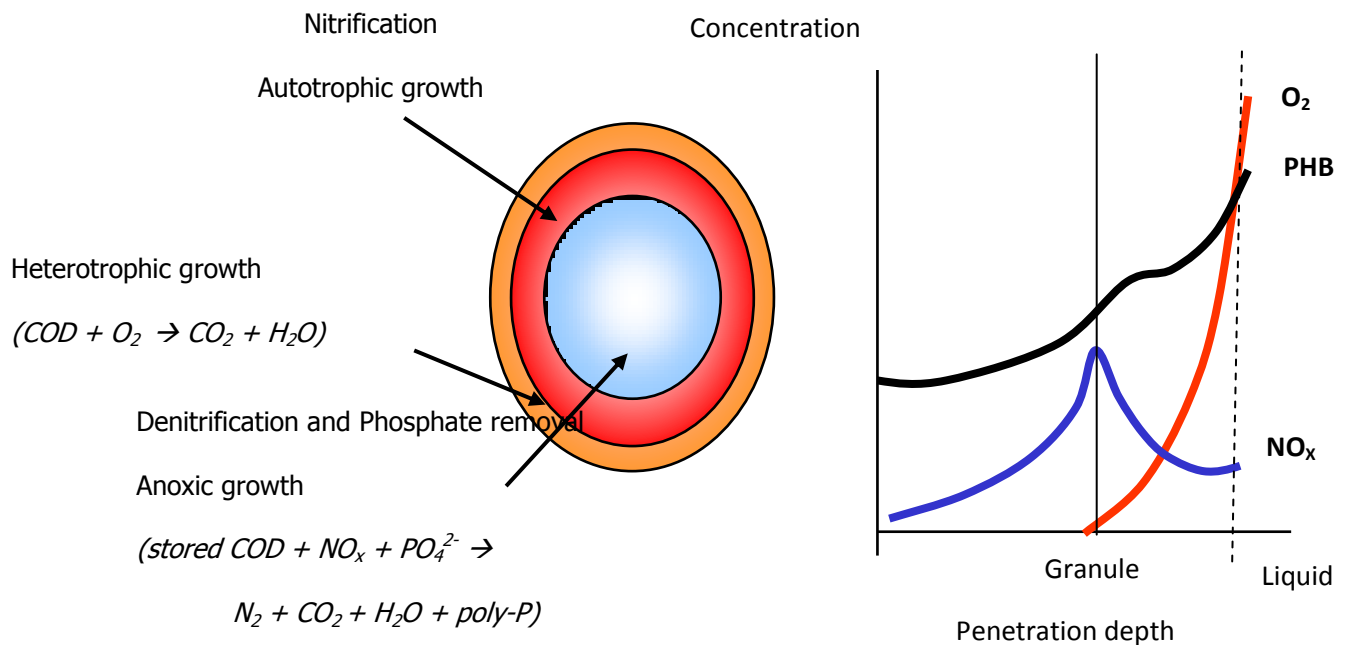 Nitrification
Autotrophic growth
Heterotrophic growth
(COD + O₂ → CO₂ + H₂O)
Denitrification and Phosphate removal
Anoxic growth
(stored COD + NOₓ + PO₄²⁻ →
N₂ + CO₂ + H₂O + poly-P)
Concentration
O₂
PHB
NOₓ
Granule
Liquid
Penetration depth